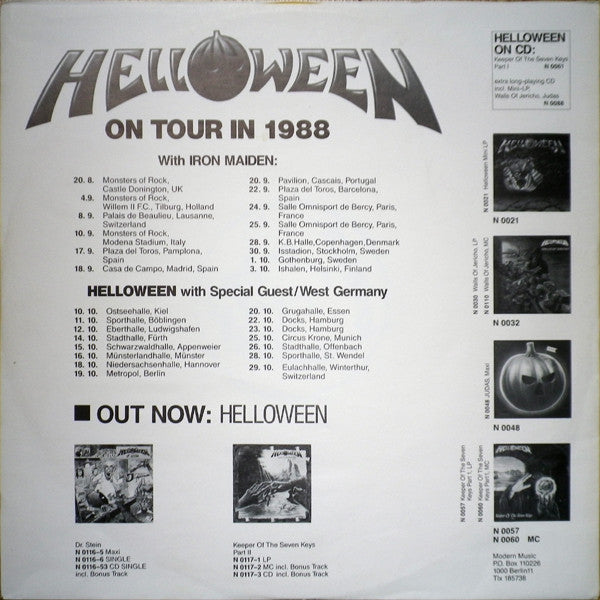 HELLOWEEN
ON TOUR IN 1988
With IRON MAIDEN:
20. 8. Monsters of Rock,
Castle Donington, UK
4.9. Monsters of Rock,
Willem II F.C., Tilburg, Holland
8. 9. Palais de Beaulieu, Lausanne,
Switzerland
10. 9. Monsters of Rock,
Modena Stadium, Italy
17. 9. Plaza del Toros, Pamplona,
Spain
18. 9. Casa de Campo, Madrid, Spain
20. 9. Pavilion, Cascais, Portugal
22. 9. Plaza del Toros, Barcelona,
Spain
24. 9. Salle Omnisport de Bercy, Paris,
France
25. 9. Salle Omnisport de Bercy, Paris,
France
28. 9. K.B.Halle,Copenhagen,Denmark
30. 9. Isstadion, Stockholm, Sweden
1. 10. Gothenburg, Sweden
3. 10. Ishalen, Helsinki, Finland
HELLOWEEN with Special Guest/West Germany
10. 10. Ostseehalle, Kiel
11. 10. Sporthalle, Böblingen
12. 10. Eberthalle, Ludwigshafen
14. 10. Stadthalle, Fürth
15. 10. Schwarzwaldhalle, Appenweier
16. 10. Münsterlandhalle, Münster
18. 10. Niedersachsenhalle, Hannover
19. 10. Metropol, Berlin
20. 10. Grugahalle, Essen
22. 10. Docks, Hamburg
23. 10. Docks, Hamburg
25. 10. Circus Krone, Munich
26. 10. Stadthalle, Offenbach
28. 10. Sporthalle, St. Wendel
29. 10. Eulachhalle, Winterthur,
Switzerland
OUT NOW: HELLOWEEN
HELLOWEEN
Dr. Stein
N 0116-5 Maxi
N 0116-6 SINGLE
N 0116-53 CD SINGLE
incl. Bonus Track
HELLOWEEN
Keeper Of The Seven Keys
Part II
N 0117-1 LP
N 0117-2 MC incl. Bonus Track
N 0117-3 CD incl. Bonus Track
HELLOWEEN
ON CD:
Keeper Of The Seven Keys
Part I N 0061
extra long-playing CD
incl. Mini-LP,
Walls Of Jericho, Judas
N 0088
N 0021 Helloween Mini LP
N 0021
N 0030 Walls Of Jericho, LP
N 0110 Walls Of Jericho, MC
N 0032
N 0048 JUDAS, Maxi
N 0048
N 0057 Keeper Of The Seven
Keys Part 1, LP
N 0060 Keeper Of The Seven
Keys Part 1, MC
HELLOWEEN
Keeper Of The Seven Keys
N 0057
N 0060 MC
Modern Music
P.O. Box 110226
1000 Berlin11
Tlx 185738